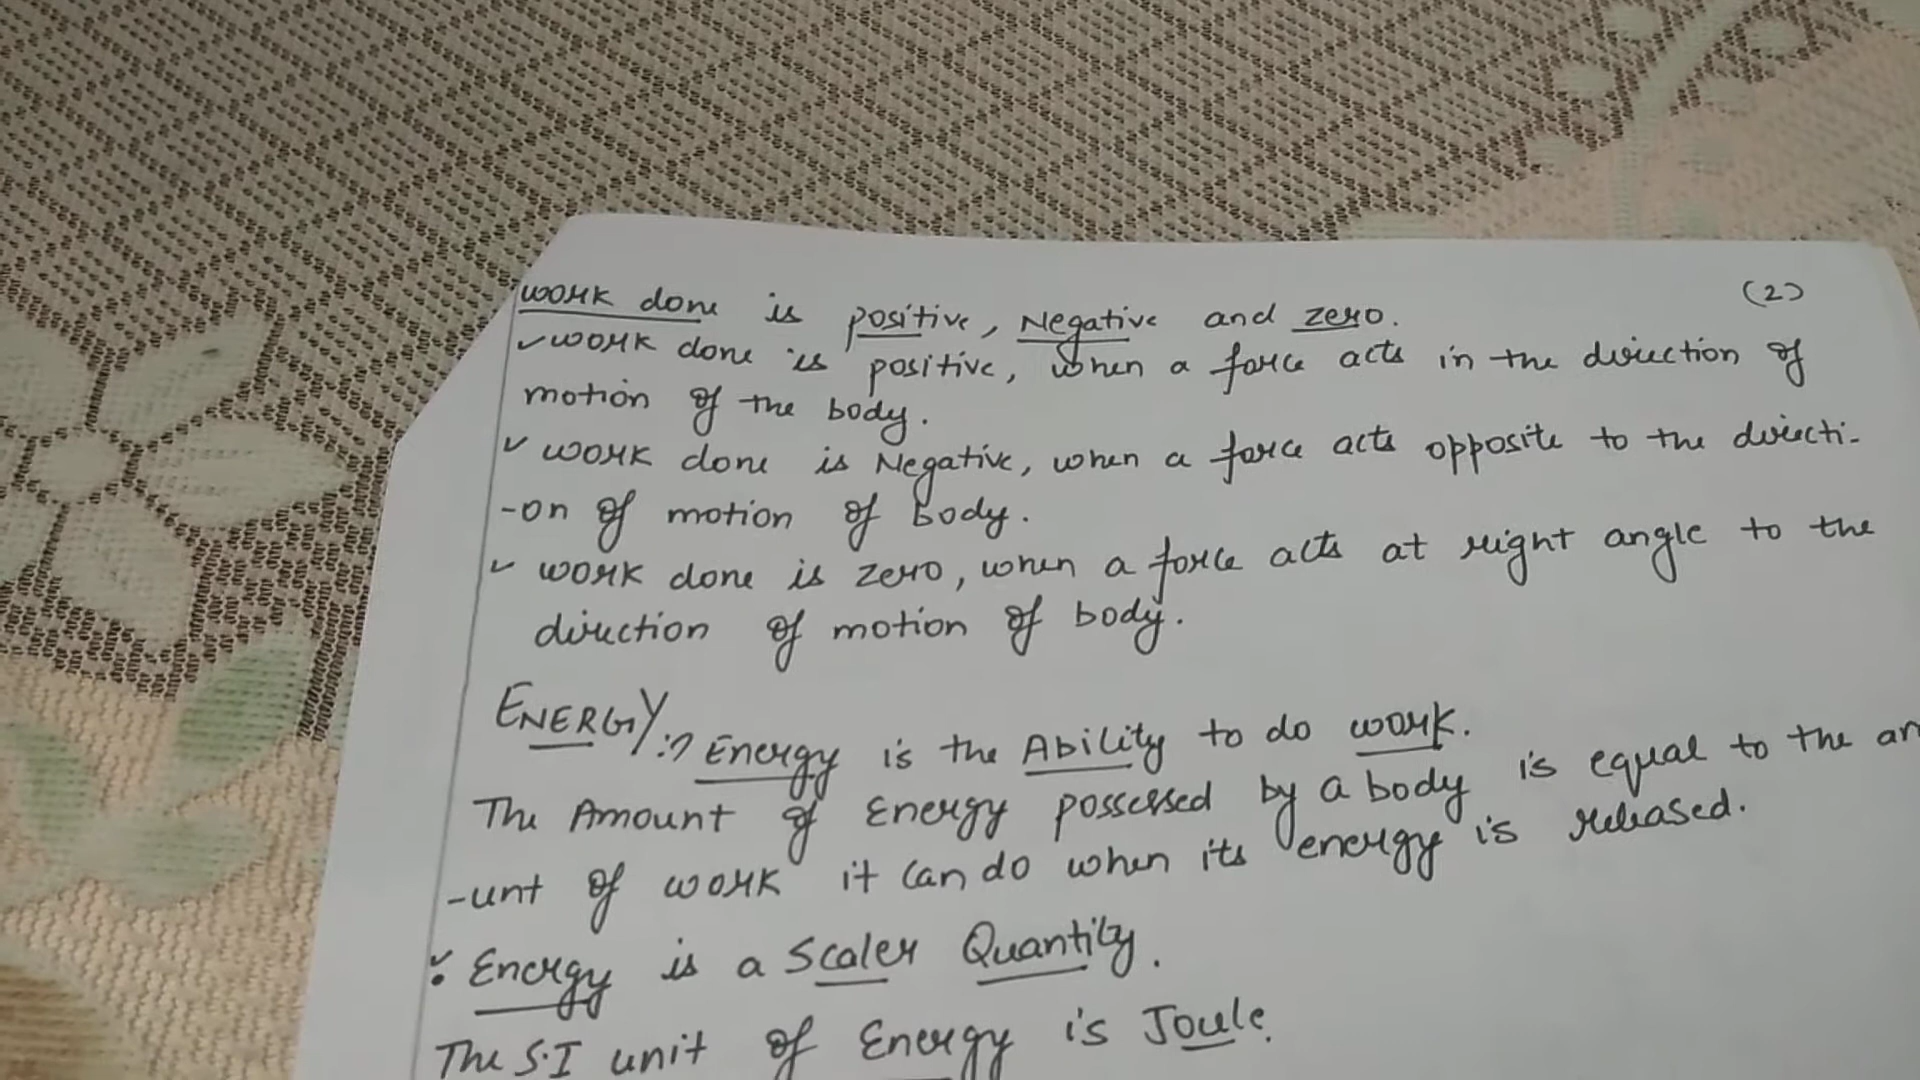 (2)
work done is positive, Negative and zero.
✓work done is positive, when a force acts in the direction of
motion of the body.
✓ work done is Negative, when a force acts opposite to the directi-
-on of motion of body.
✓ work done is zero, when a force acts at right angle to the
direction of motion of body.
ENERGY:⇒ Energy is the Ability to do work.
The Amount of Energy possessed by a body is equal to the am
-unt of work it can do when its energy is released.
✓: Energy is a Scaler Quantity.
The S.I unit of Energy is Joule.